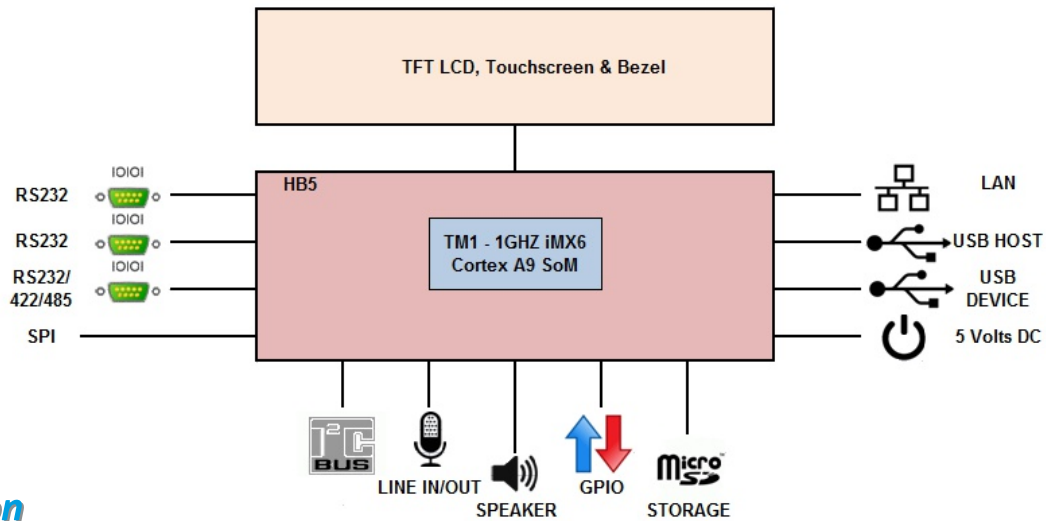 TFT LCD, Touchscreen & Bezel
HB5
TM1 - 1GHZ iMX6
Cortex A9 SoM
IOIOI
RS232
IOIOI
RS232
IOIOI
RS232/
422/485
SPI
LAN
USB HOST
USB
DEVICE
5 Volts DC
I²C
BUS
LINE IN/OUT
SPEAKER
GPIO
Micro
SD
STORAGE
on